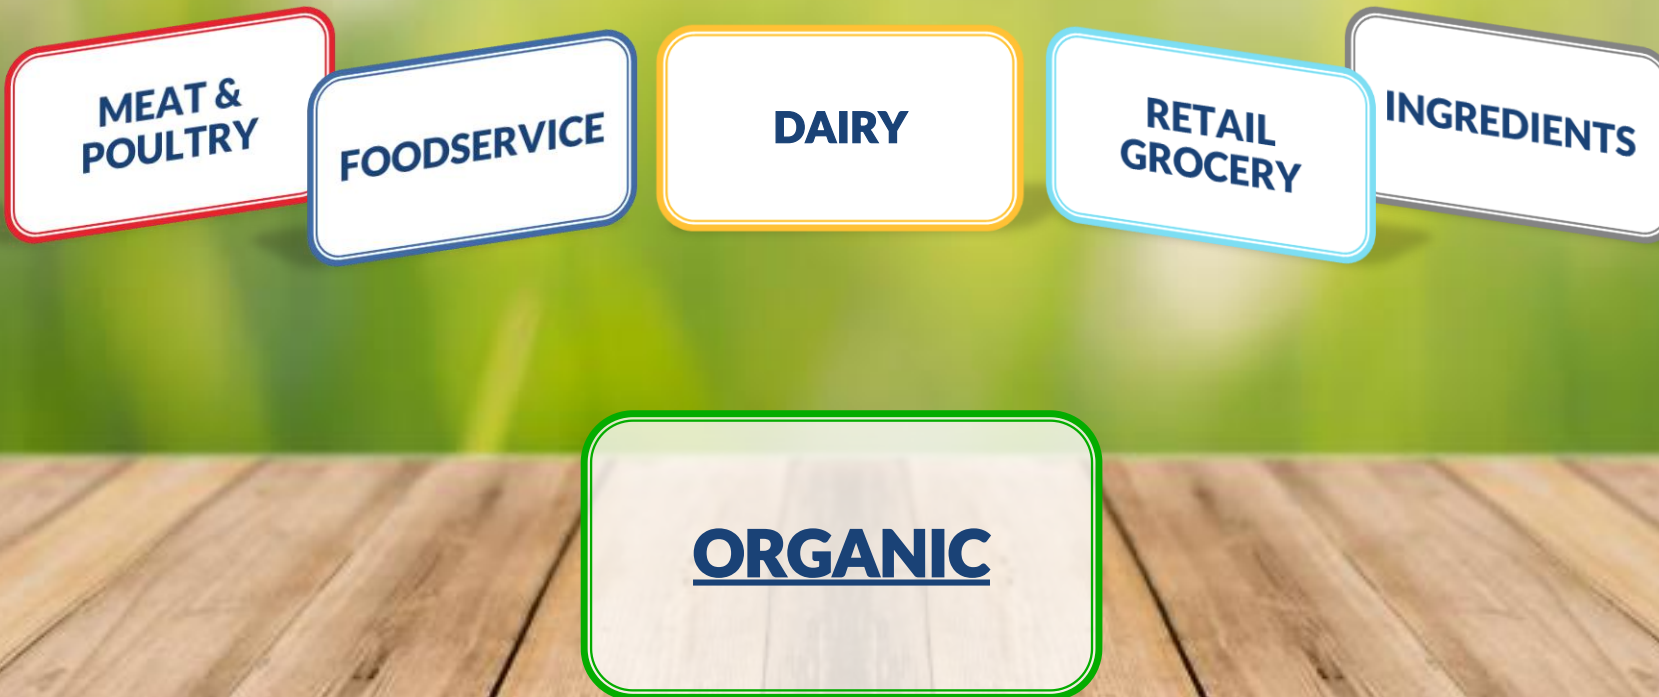 MEAT &
POULTRY
FOODSERVICE
DAIRY
RETAIL
GROCERY
INGREDIENTS
ORGANIC